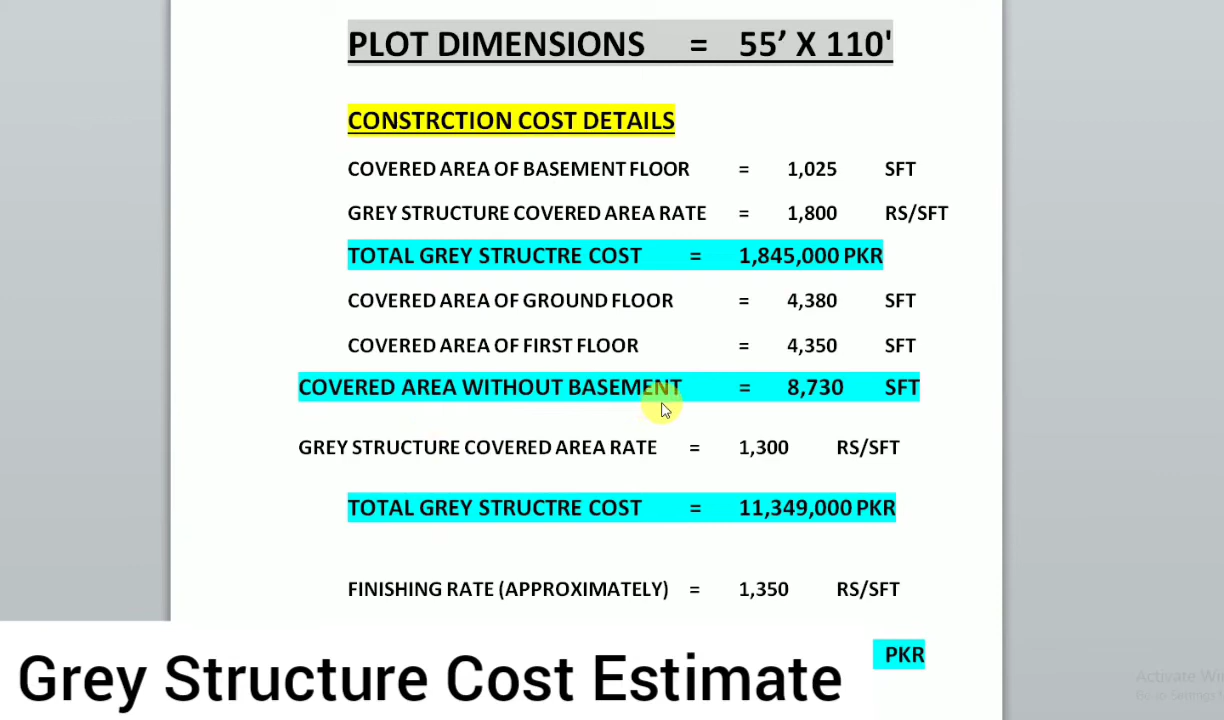 PLOT DIMENSIONS = 55’ X 110'
CONSTRCTION COST DETAILS
COVERED AREA OF BASEMENT FLOOR = 1,025 SFT
GREY STRUCTURE COVERED AREA RATE = 1,800 RS/SFT
TOTAL GREY STRUCTRE COST = 1,845,000 PKR
COVERED AREA OF GROUND FLOOR = 4,380 SFT
COVERED AREA OF FIRST FLOOR = 4,350 SFT
COVERED AREA WITHOUT BASEMENT = 8,730 SFT
GREY STRUCTURE COVERED AREA RATE = 1,300 RS/SFT
TOTAL GREY STRUCTRE COST = 11,349,000 PKR
FINISHING RATE (APPROXIMATELY) = 1,350 RS/SFT
PKR
Grey Structure Cost Estimate
Activate